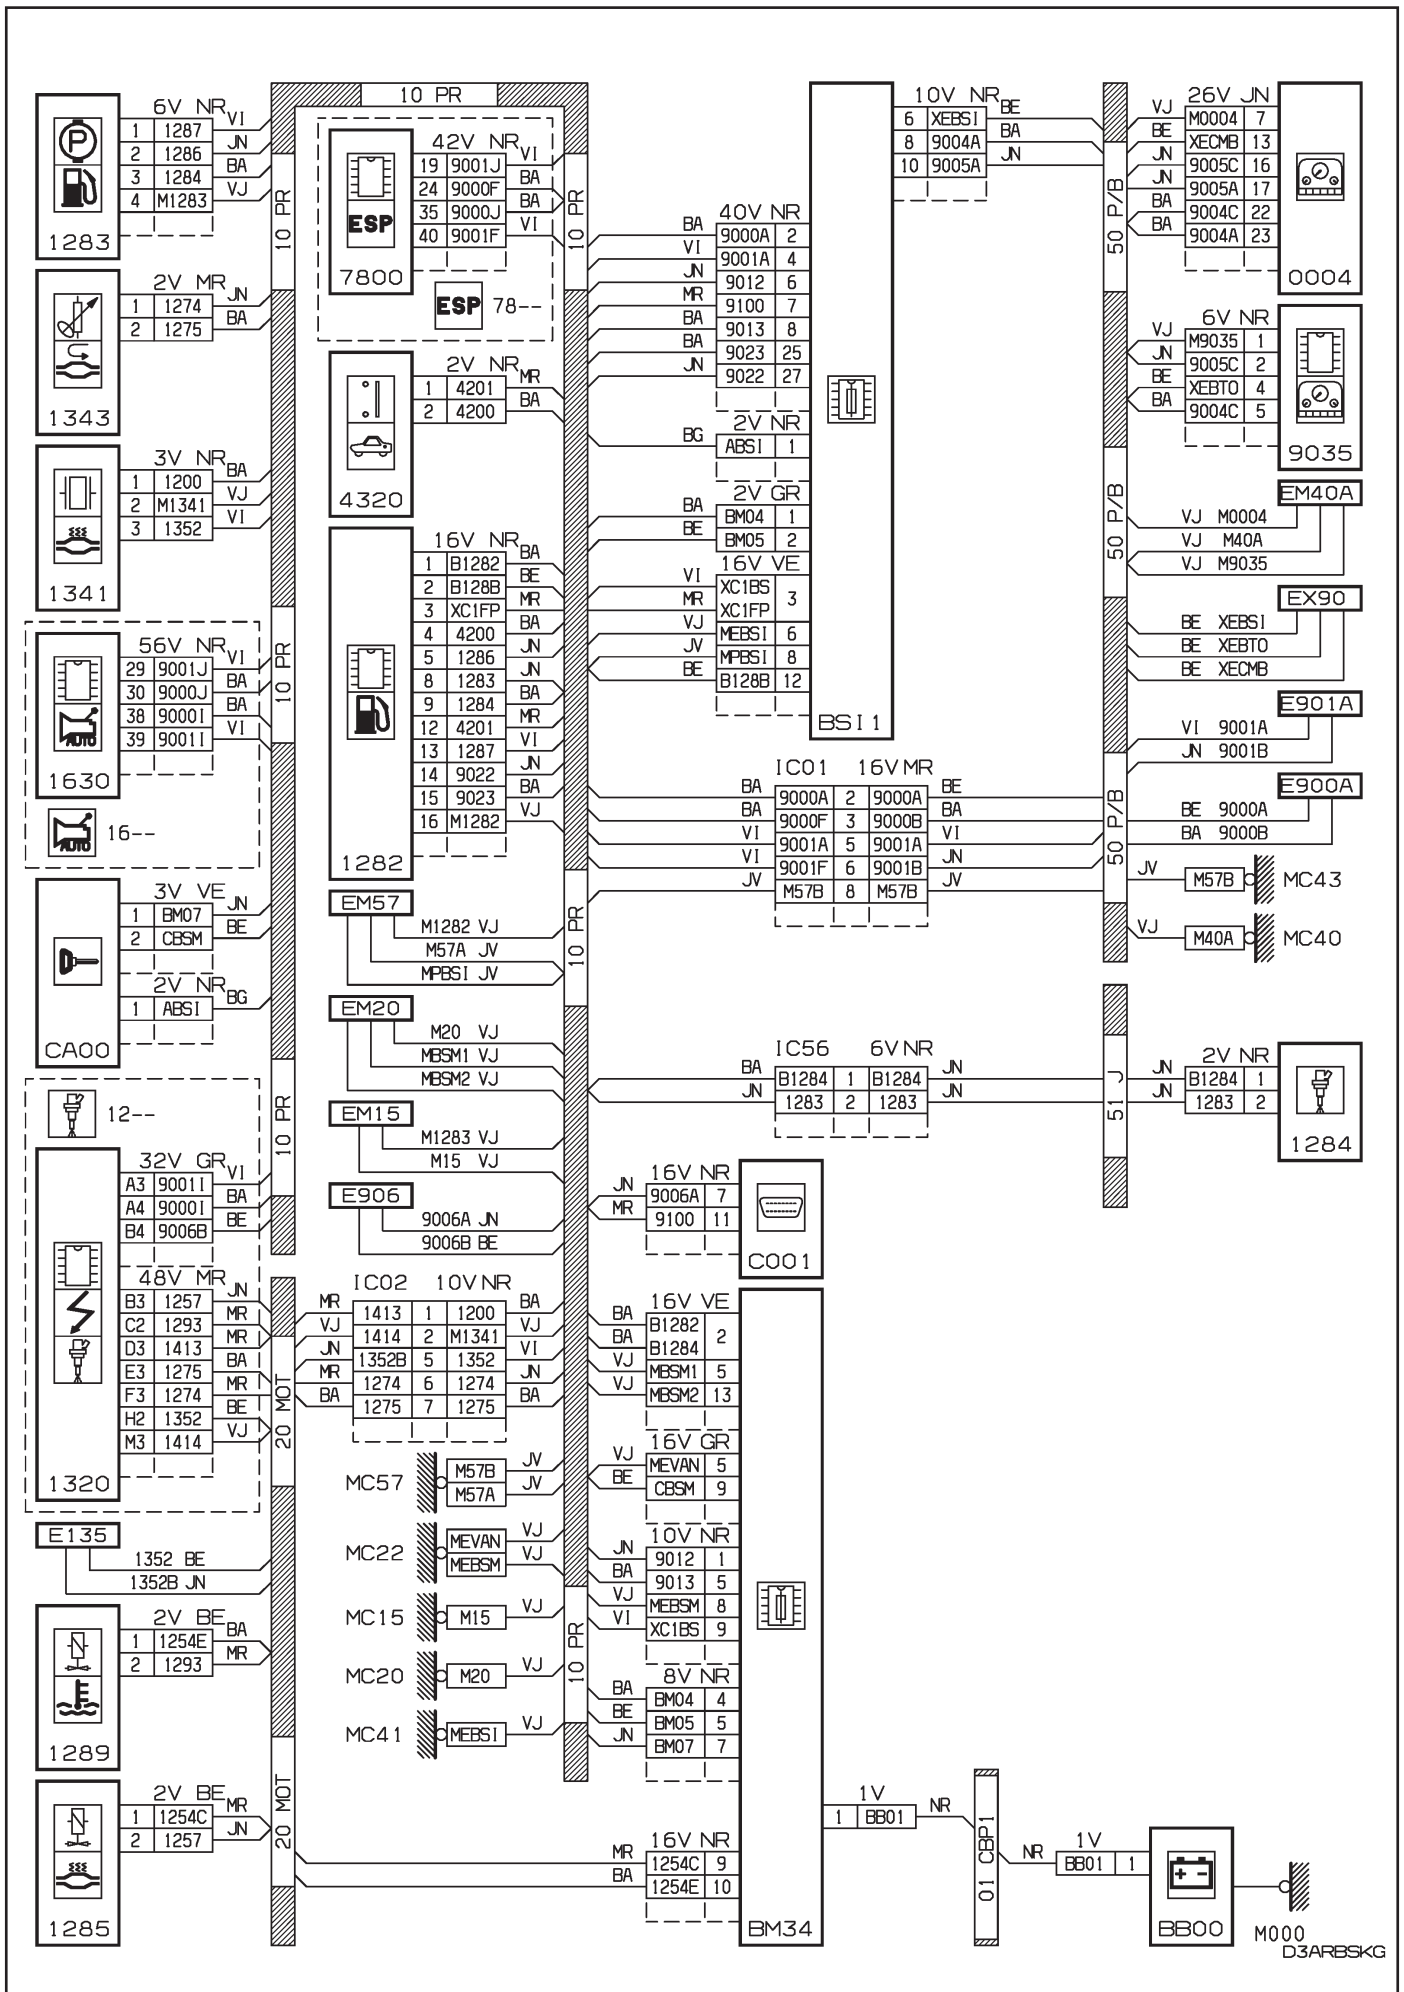 10 PR
6V NR
1 1287 VI
2 1286 JN
3 1284 BA
4 M1283 VJ
1283
10 PR
2V MR
1 1274 JN
2 1275 BA
1343
3V NR
1 1200 BA
2 M1341 VJ
3 1352 VI
1341
56V NR
29 9001J VI
30 9000J BA
38 9000I BA
39 9001I VI
AUTO
1630
AUTO 16--
10 PR
3V VE
1 BM07 JN
2 CBSM BE
2V NR
1 ABSI BG
CA00
12--
10 PR
32V GR
A3 9001I VI
A4 9000I BA
B4 9006B BE
48V MR
B3 1257 JN
C2 1293 MR
D3 1413 MR
E3 1275 BA
F3 1274 MR
H2 1352 BE
M3 1414 VJ
1320
20 MOT
E135
1352 BE
1352B JN
2V BE
1 1254E BA
2 1293 MR
1289
2V BE
1 1254C MR
2 1257 JN
1285
20 MOT
42V NR
19 9001J VI
24 9000F BA
35 9000J BA
40 9001F VI
ESP
7800
ESP 78--
10 PR
2V NR
1 4201 MR
2 4200 BA
4320
16V NR
1 B1282 BA
2 B128B BE
3 XC1FP MR
4 4200 BA
5 1286 JN
8 1283 JN
9 1284 BA
12 4201 MR
13 1287 VI
14 9022 JN
15 9023 BA
16 M1282 VJ
1282
EM57
M1282 VJ
M57A JV
MPBSI JV
10 PR
EM20
M20 VJ
MBSM1 VJ
MBSM2 VJ
EM15
M1283 VJ
M15 VJ
E906
9006A JN
9006B BE
IC02 10V NR
MR 1413 1 1200 BA
VJ 1414 2 M1341 VJ
JN 1352B 5 1352 VI
MR 1274 6 1274 JN
BA 1275 7 1275 BA
MC57
M57B JV
M57A JV
MC22
MEVAN VJ
MEBSM VJ
MC15 M15 VJ
MC20 M20 VJ
MC41 MEBSI VJ
10 PR
10V NR
6 XEBSI BE
8 9004A BA
10 9005A JN
40V NR
BA 9000A 2
VI 9001A 4
JN 9012 6
MR 9100 7
BA 9013 8
BA 9023 25
JN 9022 27
2V NR
BG ABSI 1
2V GR
BA BM04 1
BE BM05 2
16V VE
VI XC1BS 3
MR XC1FP
VJ MEBSI 6
JV MPBSI 8
BE B128B 12
BSI1
IC01 16V MR
BA 9000A 2 9000A BE
BA 9000F 3 9000B BA
VI 9001A 5 9001A VI
VI 9001F 6 9001B JN
JV M57B 8 M57B JV
IC56 6V NR
BA B1284 1 B1284 JN
JN 1283 2 1283 JN
16V NR
JN 9006A 7
MR 9100 11
C001
16V VE
BA B1282 2
BA B1284
VJ MBSM1 5
VJ MBSM2 13
16V GR
VJ MEVAN 5
BE CBSM 9
10V NR
JN 9012 1
BA 9013 5
VJ MEBSM 8
VI XC1BS 9
8V NR
BA BM04 4
BE BM05 5
JN BM07 7
16V NR
MR 1254C 9
BA 1254E 10
BM34
1V
1 BB01 NR
01 CBP1
1V
NR BB01 1
BB00
M000
50 P/B
26V JN
VJ M0004 7
BE XECMB 13
JN 9005C 16
JN 9005A 17
BA 9004C 22
BA 9004A 23
0004
6V NR
VJ M9035 1
JN 9005C 2
BE XEBTO 4
BA 9004C 5
9035
50 P/B
EM40A
VJ M0004
VJ M40A
VJ M9035
EX90
BE XEBSI
BE XEBTO
BE XECMB
E901A
VI 9001A
JN 9001B
E900A
BE 9000A
BA 9000B
50 P/B
JV M57B MC43
VJ M40A MC40
51 J
2V NR
JN B1284 1
JN 1283 2
1284
D3ARBSKG